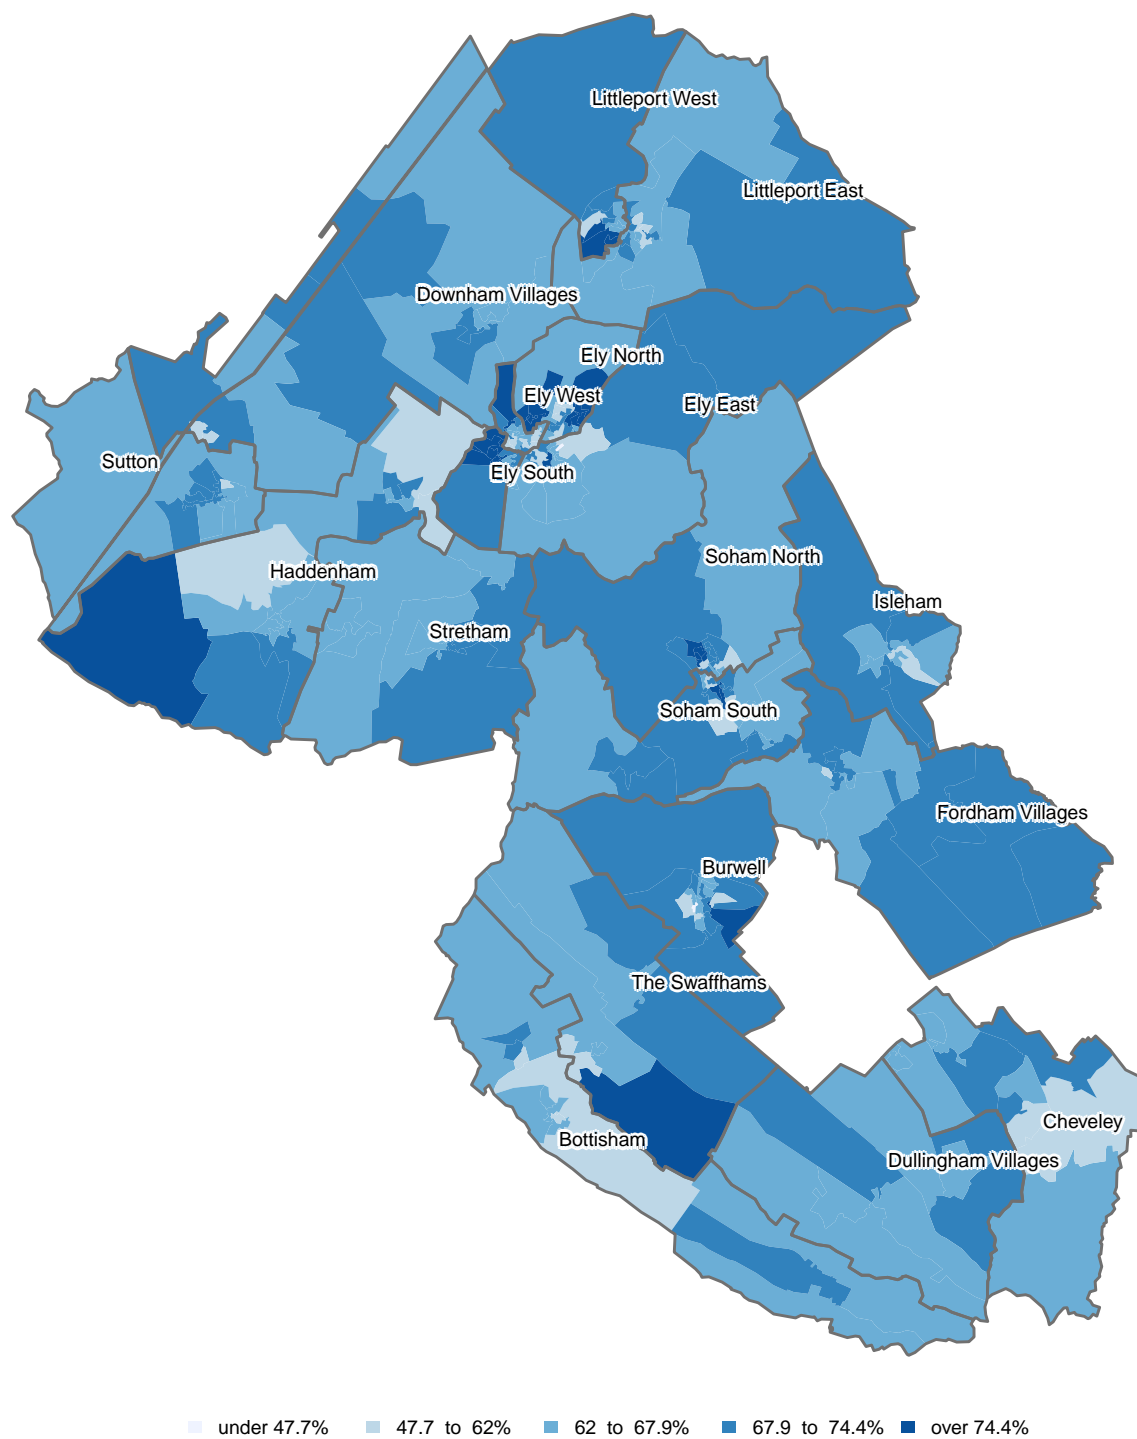 Littleport West
Littleport East
Downham Villages
Ely North
Ely West
Ely East
Sutton
Ely South
Soham North
Haddenham
Isleham
Stretham
Soham South
Fordham Villages
Burwell
The Swaffhams
Cheveley
Bottisham
Dullingham Villages
under 47.7% 47.7 to 62% 62 to 67.9% 67.9 to 74.4% over 74.4%